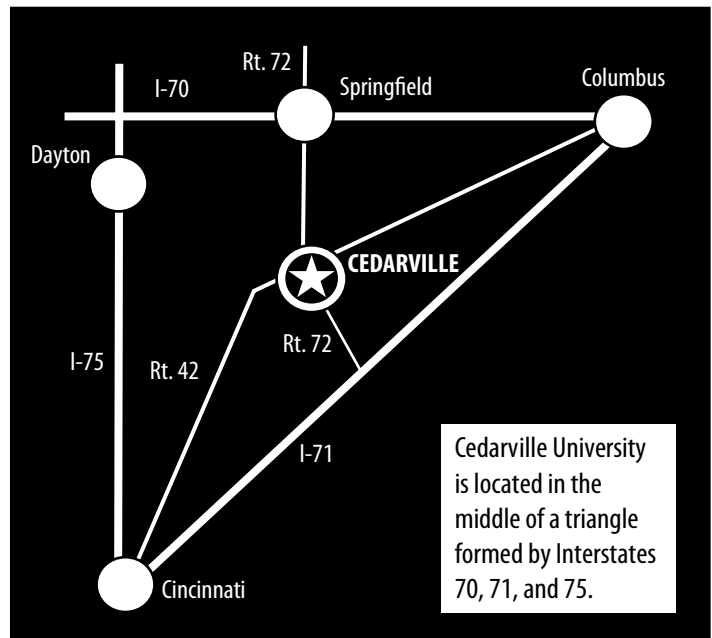 Rt. 72
Columbus
I-70
Springfield
Dayton
CEDARVILLE
Rt. 72
I-75
Rt. 42
I-71
Cedarville University
is located in the
middle of a triangle
formed by Interstates
70, 71, and 75.
Cincinnati